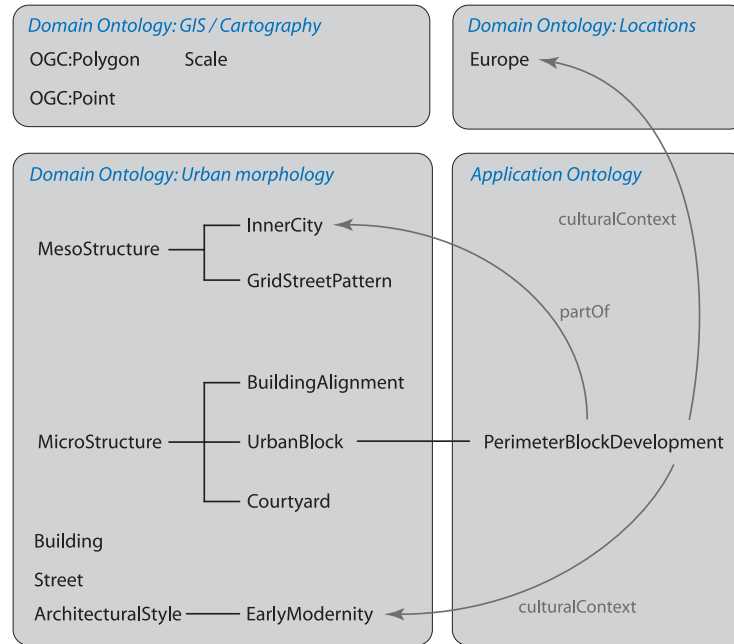 Domain Ontology: GIS / Cartography
OGC:Polygon Scale
OGC:Point
Domain Ontology: Locations
Europe
Domain Ontology: Urban morphology
MesoStructure
InnerCity
GridStreetPattern
MicroStructure
BuildingAlignment
UrbanBlock
Courtyard
Building
Street
ArchitecturalStyle
EarlyModernity
Application Ontology
culturalContext
partOf
PerimeterBlockDevelopment
culturalContext